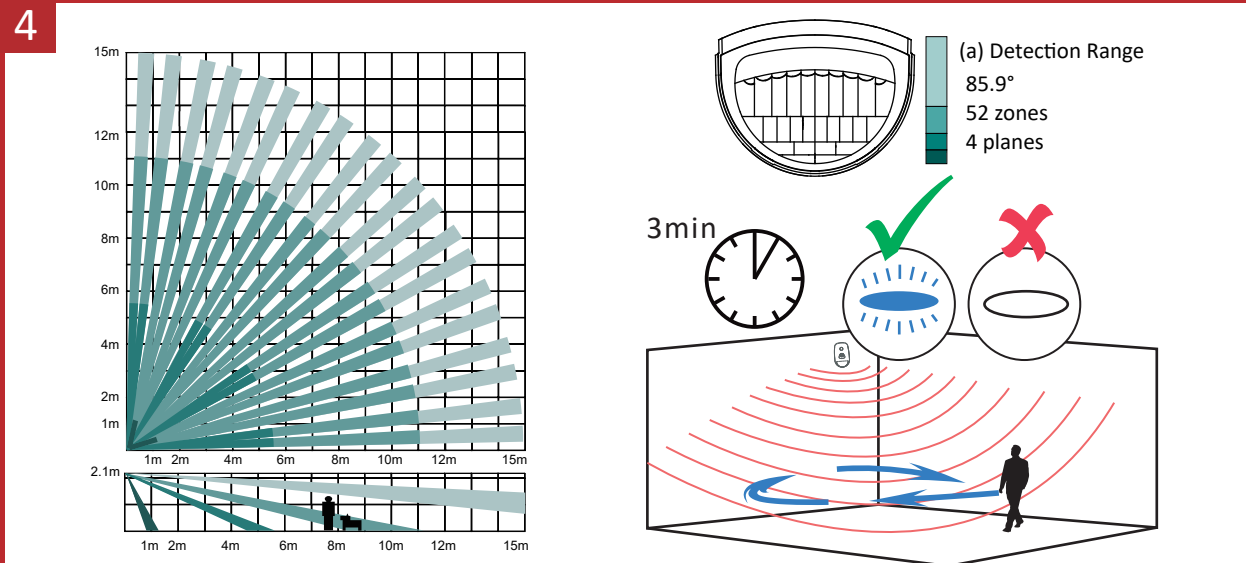 4
15m
12m
10m
8m
6m
4m
2m
1m
1m 2m 4m 6m 8m 10m 12m 15m
2.1m
1m 2m 4m 6m 8m 10m 12m 15m
(a) Detection Range
85.9°
52 zones
4 planes
3min